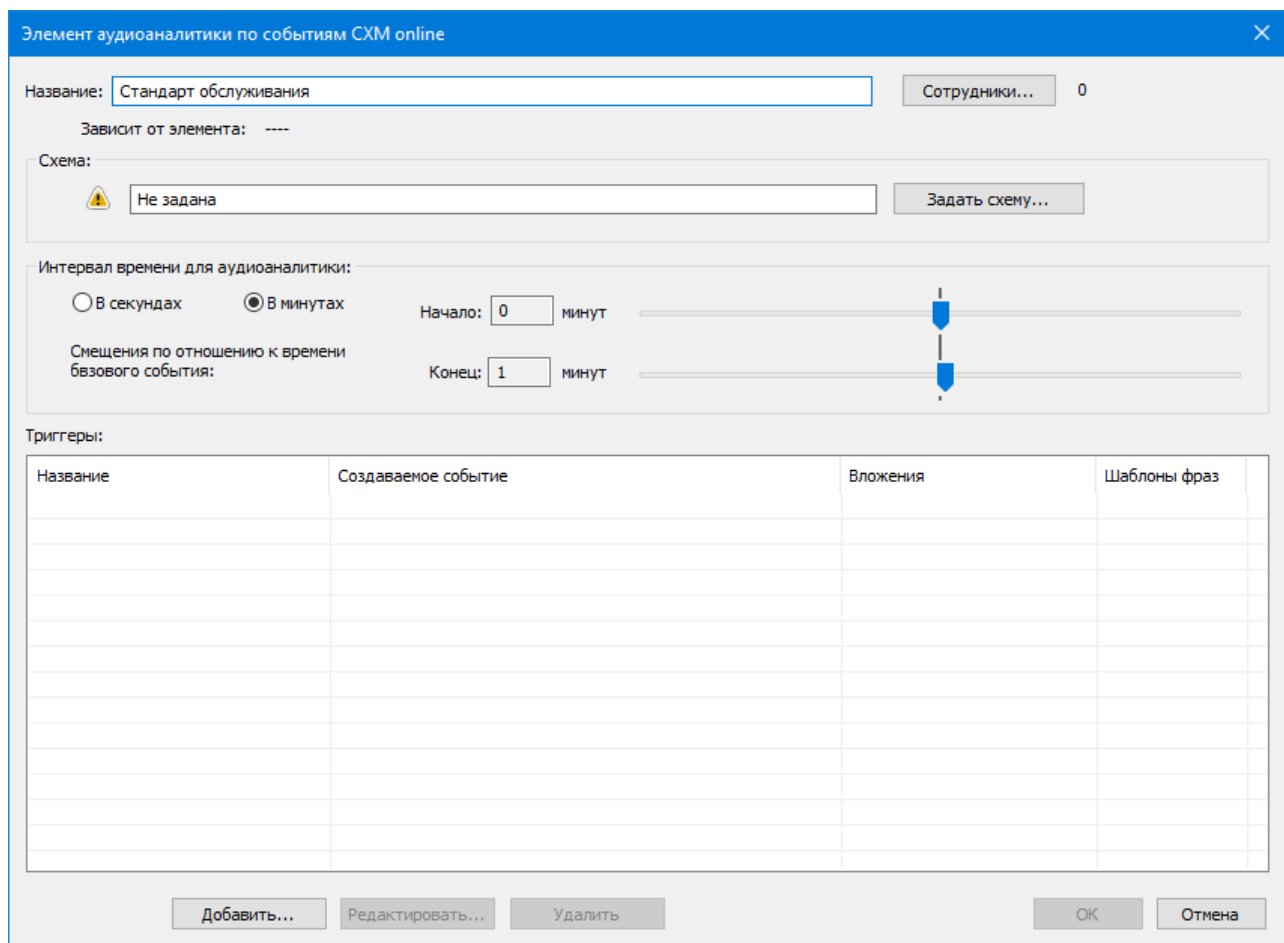 Элемент аудиоаналитики по событиям CXM online
Название: Стандарт обслуживания Сотрудники... 0
Зависит от элемента: ----
Схема:
Не задана Задать схему...
Интервал времени для аудиоаналитики:
В секундах В минутах Начало: 0 минут
Смещения по отношению к времени
бвзового события: Конец: 1 минут
Триггеры:
Название Создаваемое событие Вложения Шаблоны фраз
Добавить... Редактировать... Удалить OK Отмена